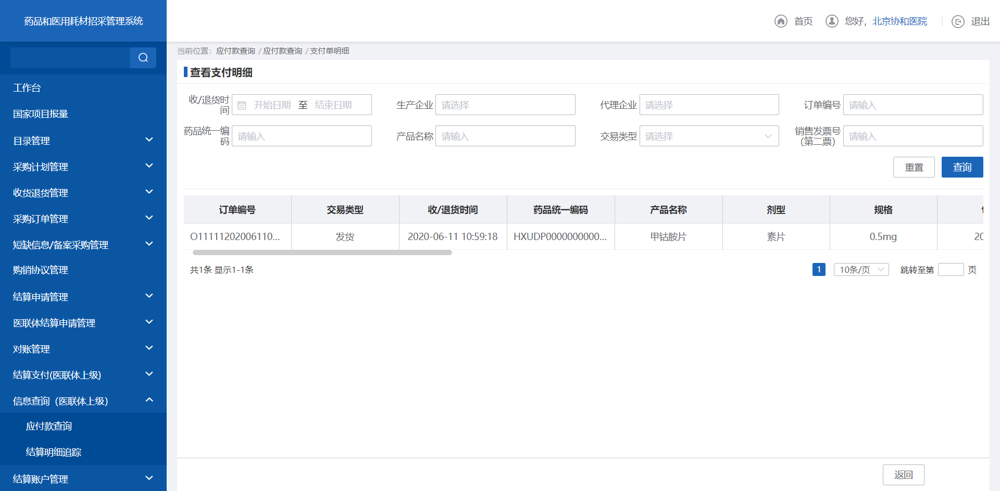 药品和医用耗材招采管理系统
首页
您好，北京协和医院
退出
当前位置：应付款查询 / 应付款查询 / 支付单明细
工作台
国家项目报量
目录管理
采购计划管理
收货退货管理
采购订单管理
短缺信息/备案采购管理
购销协议管理
结算申请管理
医联体结算申请管理
对账管理
结算支付(医联体上级)
信息查询（医联体上级）
应付款查询
结算明细追踪
结算账户管理
查看支付明细
收/退货时间 开始日期 至 结束日期
生产企业 请选择
代理企业 请选择
订单编号 请输入
药品统一编码 请输入
产品名称 请输入
交易类型 请选择
销售发票号（第二票） 请输入
重置 查询
订单编号 交易类型 收/退货时间 药品统一编码 产品名称 剂型 规格
O11111202006110... 发货 2020-06-11 10:59:18 HXUDP0000000000... 甲钴胺片 素片 0.5mg 20
共1条 显示1-1条
1 10条/页 跳转至第 页
返回